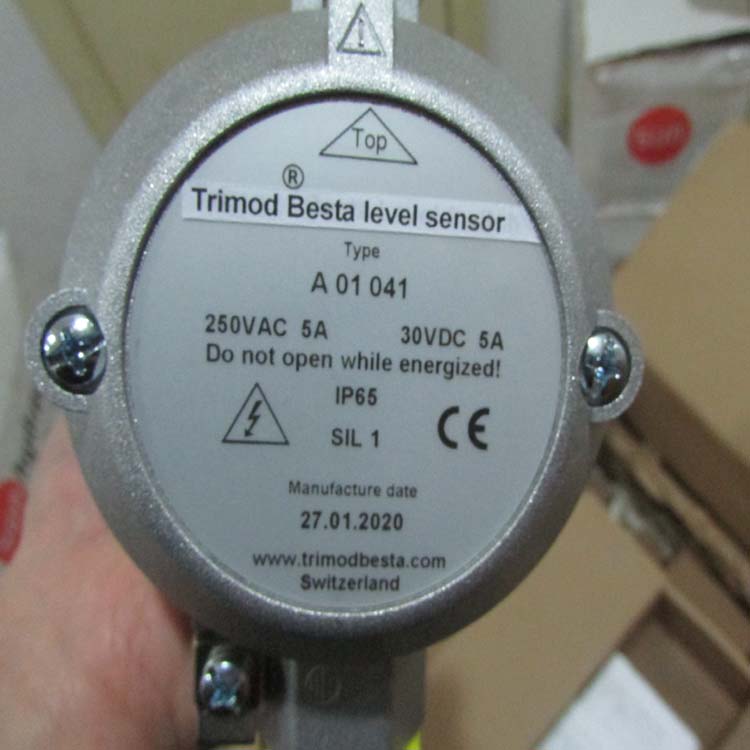 Top
®
Trimod Besta level sensor
Type
A 01 041
250VAC 5A 30VDC 5A
Do not open while energized!
IP65
SIL 1
CE
Manufacture date
27.01.2020
www.trimodbesta.com
Switzerland